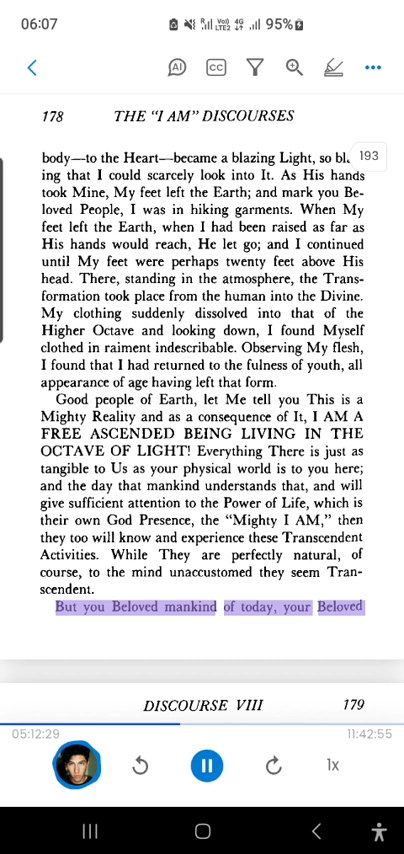 06:07
95%
AI
CC
178 THE “I AM” DISCOURSES
193
body—to the Heart—became a blazing Light, so
ing that I could scarcely look into It. As His hands
took Mine, My feet left the Earth; and mark you Be-
loved People, I was in hiking garments. When My
feet left the Earth, when I had been raised as far as
His hands would reach, He let go; and I continued
until My feet were perhaps twenty feet above His
head. There, standing in the atmosphere, the Trans-
formation took place from the human into the Divine.
My clothing suddenly dissolved into that of the
Higher Octave and looking down, I found Myself
clothed in raiment indescribable. Observing My flesh,
I found that I had returned to the fulness of youth, all
appearance of age having left that form.
Good people of Earth, let Me tell you This is a
Mighty Reality and as a consequence of It, I AM A
FREE ASCENDED BEING LIVING IN THE
OCTAVE OF LIGHT! Everything There is just as
tangible to Us as your physical world is to you here;
and the day that mankind understands that, and will
give sufficient attention to the Power of Life, which is
their own God Presence, the “Mighty I AM,” then
they too will know and experience these Transcendent
Activities. While They are perfectly natural, of
course, to the mind unaccustomed they seem Tran-
scendent.
But you Beloved mankind of today, your Beloved
DISCOURSE VIII 179
05:12:29 11:42:55
1x